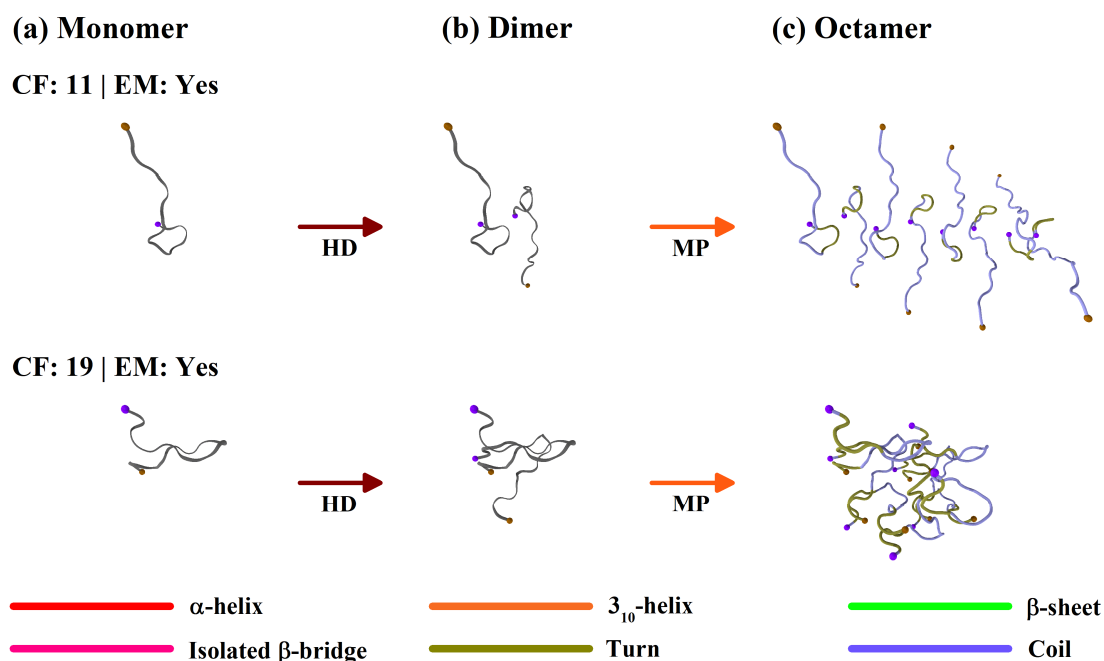 (a) Monomer (b) Dimer (c) Octamer
CF: 11 | EM: Yes
HD MP
CF: 19 | EM: Yes
HD MP
α-helix 3₁₀-helix β-sheet
Isolated β-bridge Turn Coil